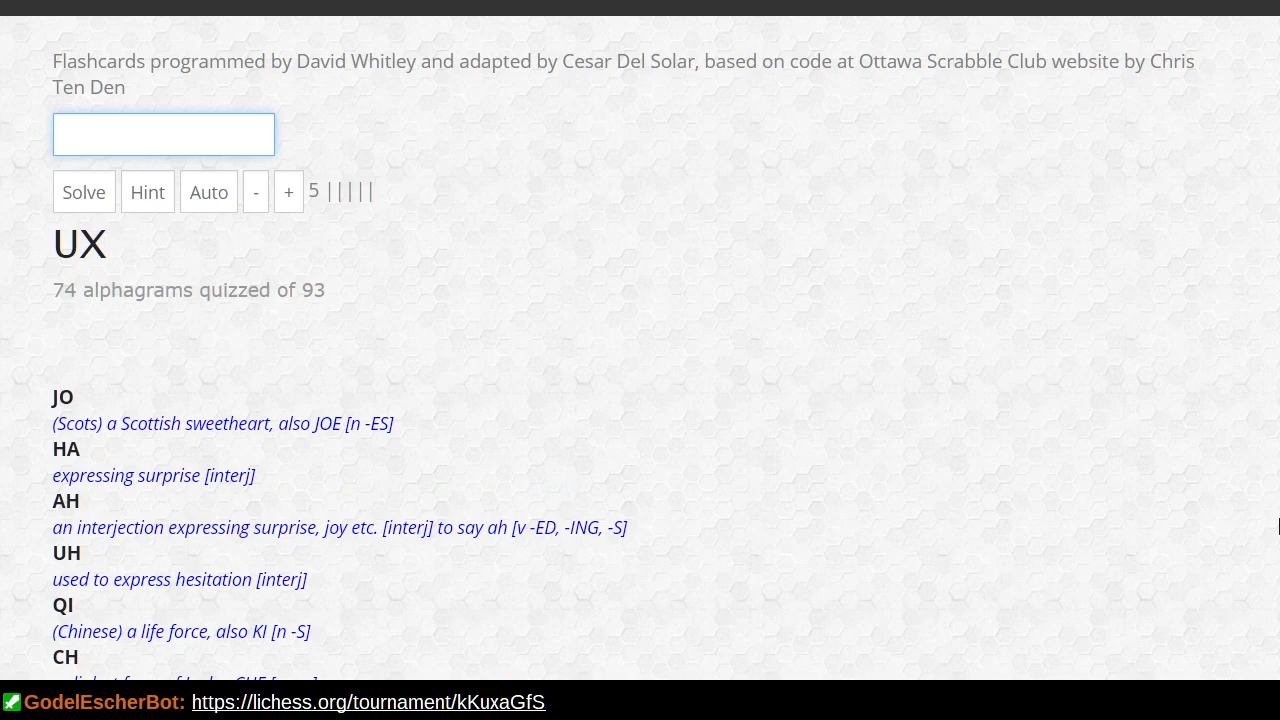 Flashcards programmed by David Whitley and adapted by Cesar Del Solar, based on code at Ottawa Scrabble Club website by Chris
Ten Den
Solve Hint Auto - + 5 |||||
UX
74 alphagrams quizzed of 93
JO
(Scots) a Scottish sweetheart, also JOE [n -ES]
HA
expressing surprise [interj]
AH
an interjection expressing surprise, joy etc. [interj] to say ah [v -ED, -ING, -S]
UH
used to express hesitation [interj]
QI
(Chinese) a life force, also KI [n -S]
CH
GodelEscherBot: https://lichess.org/tournament/kKuxaGfS